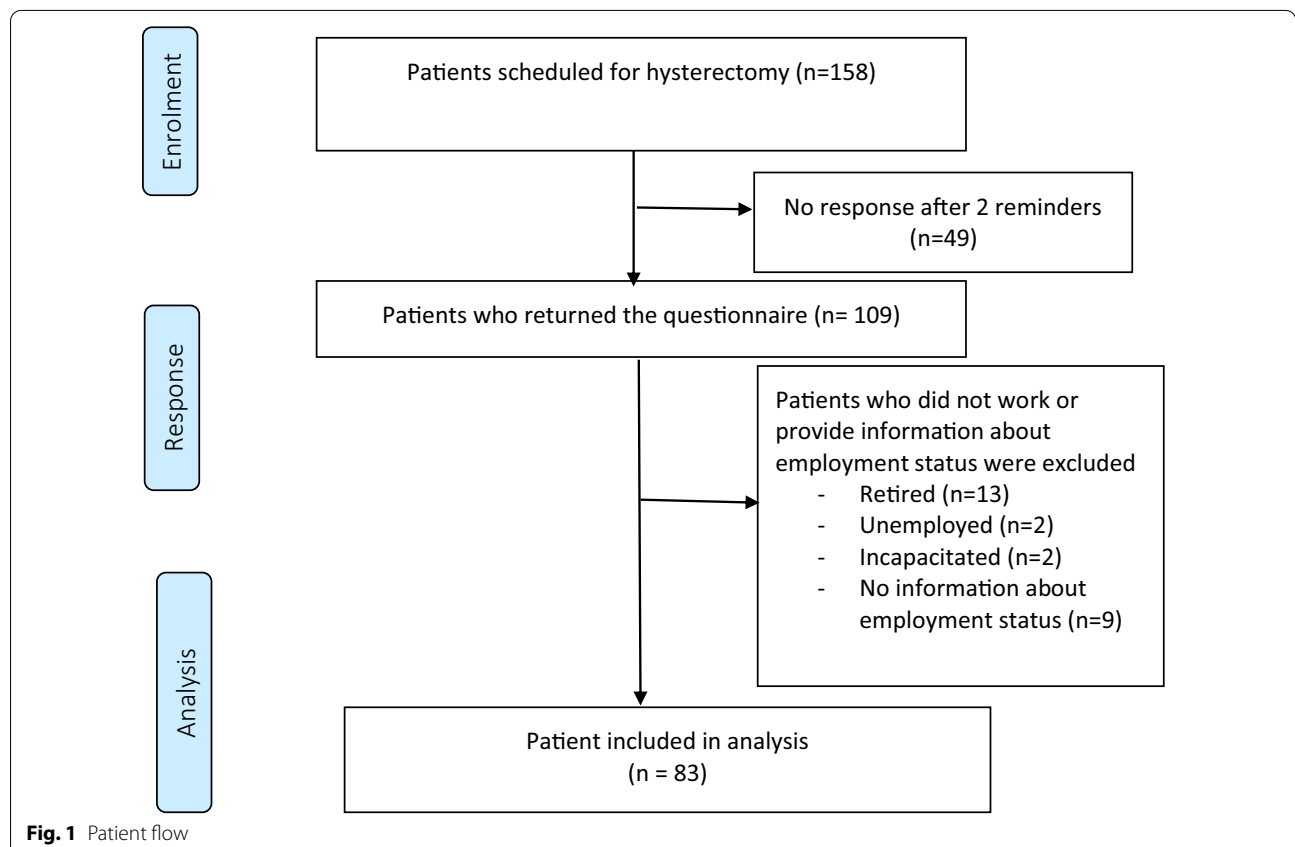 Enrolment
Patients scheduled for hysterectomy (n=158)
No response after 2 reminders
(n=49)
Response
Patients who returned the questionnaire (n= 109)
Patients who did not work or
provide information about
employment status were excluded
- Retired (n=13)
- Unemployed (n=2)
- Incapacitated (n=2)
- No information about
employment status (n=9)
Analysis
Patient included in analysis
(n = 83)
Fig. 1 Patient flow